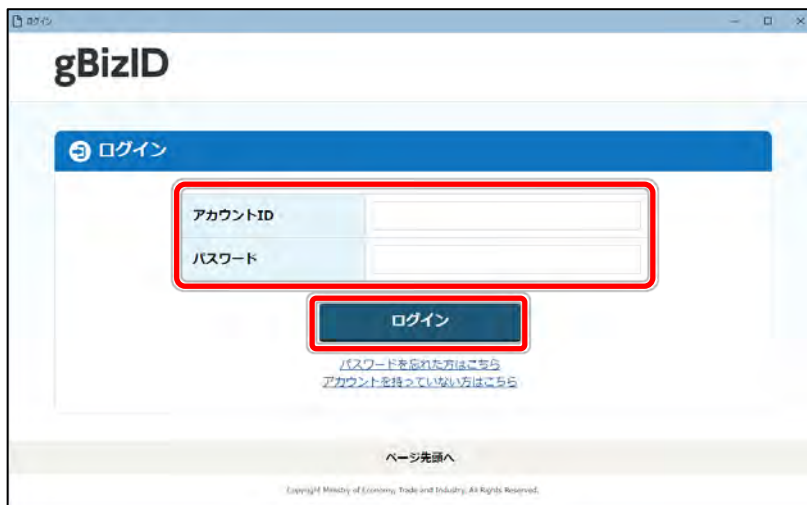 ログイン
gBizID
ログイン
アカウントID
パスワード
ログイン
パスワードを忘れた方はこちら
アカウントを持っていない方はこちら
ページ先頭へ
Copyright Ministry of Economy, Trade and Industry. All Rights Reserved.